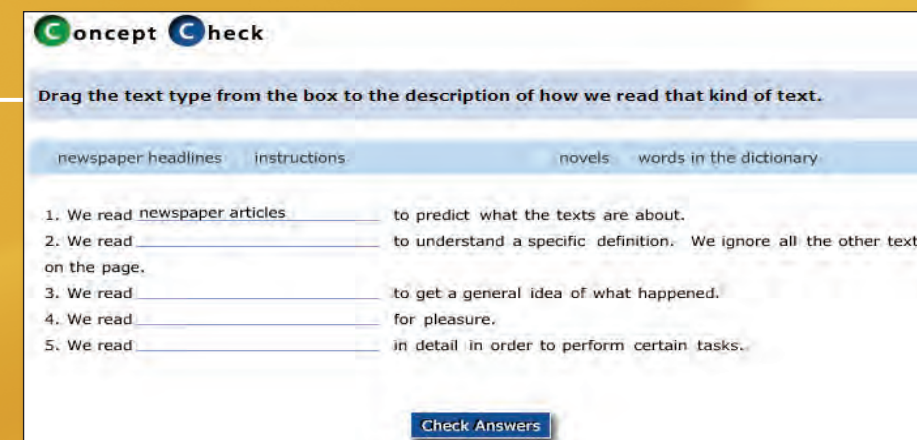 Concept Check
Drag the text type from the box to the description of how we read that kind of text.
newspaper headlines instructions novels words in the dictionary
1. We read newspaper articles to predict what the texts are about.
2. We read to understand a specific definition. We ignore all the other text
on the page.
3. We read to get a general idea of what happened.
4. We read for pleasure.
5. We read in detail in order to perform certain tasks.
Check Answers